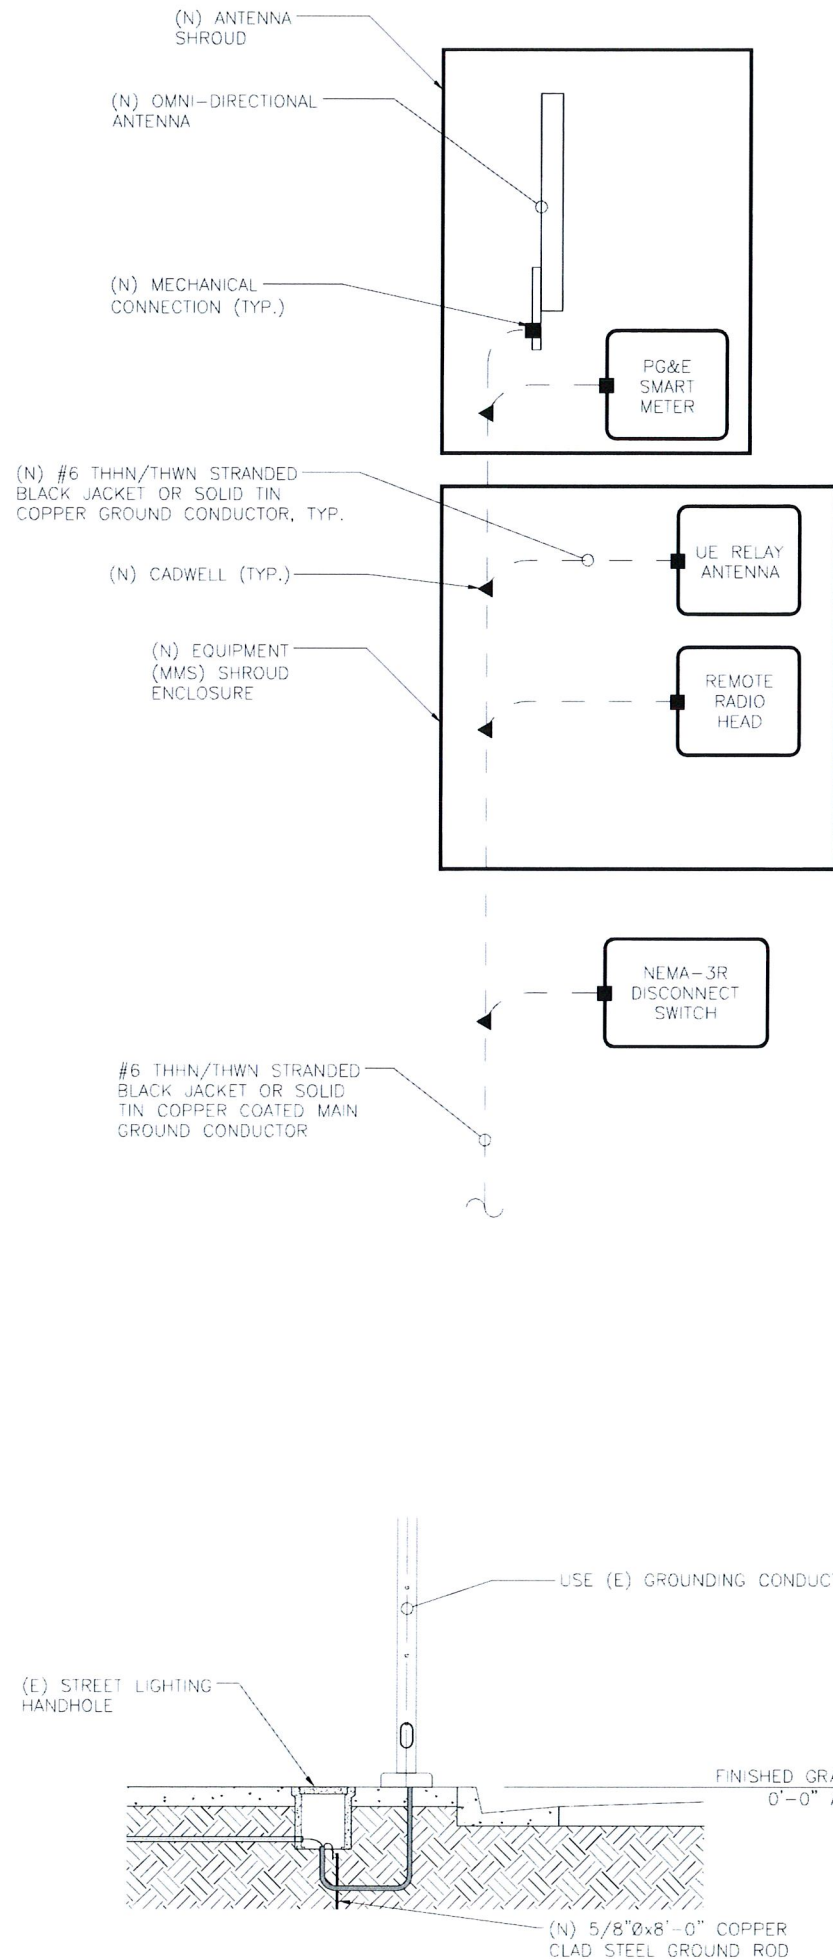 (N) ANTENNA
SHROUD
(N) OMNI-DIRECTIONAL
ANTENNA
(N) MECHANICAL
CONNECTION (TYP.)
PG&E
SMART
METER
(N) #6 THHN/THWN STRANDED
BLACK JACKET OR SOLID TIN
COPPER GROUND CONDUCTOR, TYP.
UE RELAY
ANTENNA
(N) CADWELL (TYP.)
(N) EQUIPMENT
(MMS) SHROUD
ENCLOSURE
REMOTE
RADIO
HEAD
NEMA-3R
DISCONNECT
SWITCH
#6 THHN/THWN STRANDED
BLACK JACKET OR SOLID
TIN COPPER COATED MAIN
GROUND CONDUCTOR
USE (E) GROUNDING CONDUC
(E) STREET LIGHTING
HANDHOLE
FINISHED GRA
0'-0" A
(N) 5/8"Øx8'-0" COPPER
CLAD STEEL GROUND ROD